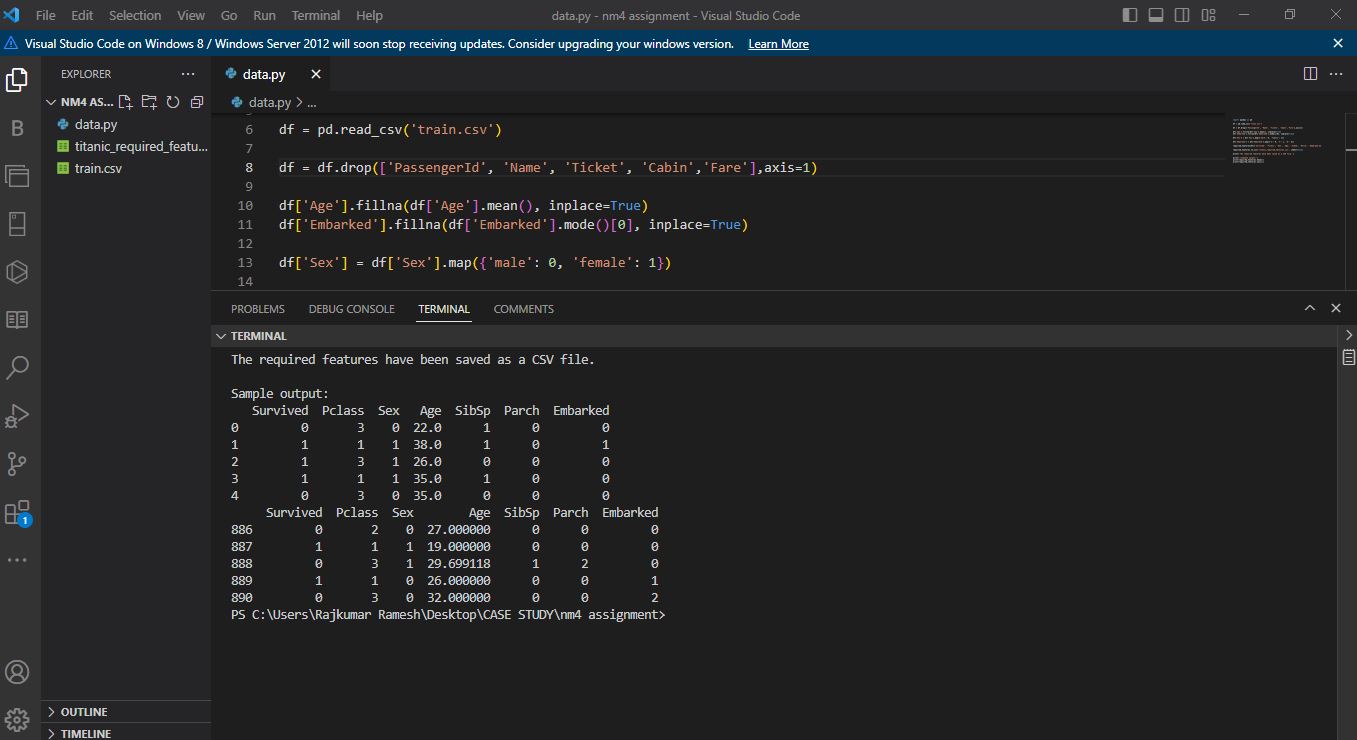 File Edit Selection View Go Run Terminal Help data.py - nm4 assignment - Visual Studio Code
Visual Studio Code on Windows 8 / Windows Server 2012 will soon stop receiving updates. Consider upgrading your windows version. Learn More
EXPLORER
NM4 AS...
data.py
titanic_required_featu...
train.csv
OUTLINE
TIMELINE
B
1
data.py
data.py > ...
6 df = pd.read_csv('train.csv')
7
8 df = df.drop(['PassengerId', 'Name', 'Ticket', 'Cabin','Fare'],axis=1)
9
10 df['Age'].fillna(df['Age'].mean(), inplace=True)
11 df['Embarked'].fillna(df['Embarked'].mode()[0], inplace=True)
12
13 df['Sex'] = df['Sex'].map({'male': 0, 'female': 1})
14
PROBLEMS DEBUG CONSOLE TERMINAL COMMENTS
TERMINAL
The required features have been saved as a CSV file.
Sample output:
Survived Pclass Sex Age SibSp Parch Embarked
0 0 3 0 22.0 1 0 0
1 1 1 1 38.0 1 0 1
2 1 3 1 26.0 0 0 0
3 1 1 1 35.0 1 0 0
4 0 3 0 35.0 0 0 0
Survived Pclass Sex Age SibSp Parch Embarked
886 0 2 0 27.000000 0 0 0
887 1 1 1 19.000000 0 0 0
888 0 3 1 29.699118 1 2 0
889 1 1 0 26.000000 0 0 1
890 0 3 0 32.000000 0 0 2
PS C:\Users\Rajkumar Ramesh\Desktop\CASE STUDY\nm4 assignment>